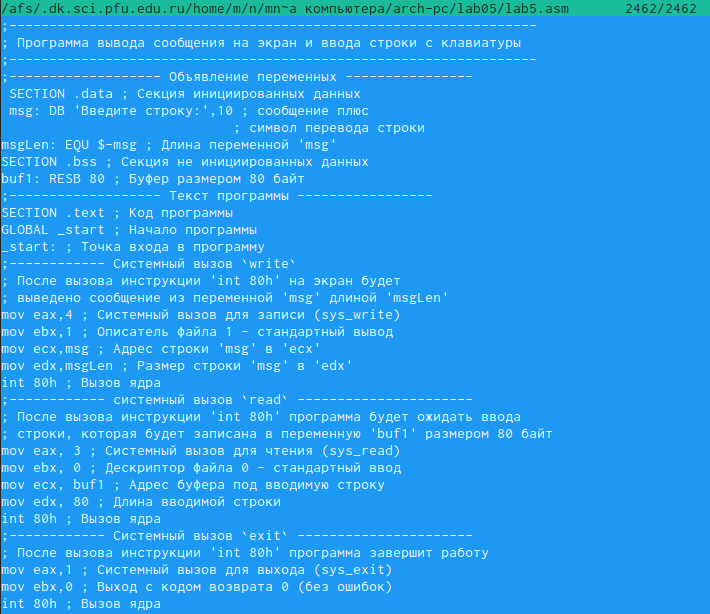 /afs/.dk.sci.pfu.edu.ru/home/m/n/mn~a компьютера/arch-pc/lab05/lab5.asm 2462/2462
;------------------------------------------------------------------
; Программа вывода сообщения на экран и ввода строки с клавиатуры
;------------------------------------------------------------------
;------------------- Объявление переменных ----------------
SECTION .data ; Секция инициированных данных
msg: DB 'Введите строку:',10 ; сообщение плюс
; символ перевода строки
msgLen: EQU $-msg ; Длина переменной 'msg'
SECTION .bss ; Секция не инициированных данных
buf1: RESB 80 ; Буфер размером 80 байт
;------------------- Текст программы -----------------
SECTION .text ; Код программы
GLOBAL _start ; Начало программы
_start: ; Точка входа в программу
;------------ Системный вызов `write`
; После вызова инструкции 'int 80h' на экран будет
; выведено сообщение из переменной 'msg' длиной 'msgLen'
mov eax,4 ; Системный вызов для записи (sys_write)
mov ebx,1 ; Описатель файла 1 - стандартный вывод
mov ecx,msg ; Адрес строки 'msg' в 'ecx'
mov edx,msgLen ; Размер строки 'msg' в 'edx'
int 80h ; Вызов ядра
;------------ системный вызов `read` ----------------------
; После вызова инструкции 'int 80h' программа будет ожидать ввода
; строки, которая будет записана в переменную 'buf1' размером 80 байт
mov eax, 3 ; Системный вызов для чтения (sys_read)
mov ebx, 0 ; Дескриптор файла 0 - стандартный ввод
mov ecx, buf1 ; Адрес буфера под вводимую строку
mov edx, 80 ; Длина вводимой строки
int 80h ; Вызов ядра
;------------ Системный вызов `exit` ----------------------
; После вызова инструкции 'int 80h' программа завершит работу
mov eax,1 ; Системный вызов для выхода (sys_exit)
mov ebx,0 ; Выход с кодом возврата 0 (без ошибок)
int 80h ; Вызов ядра